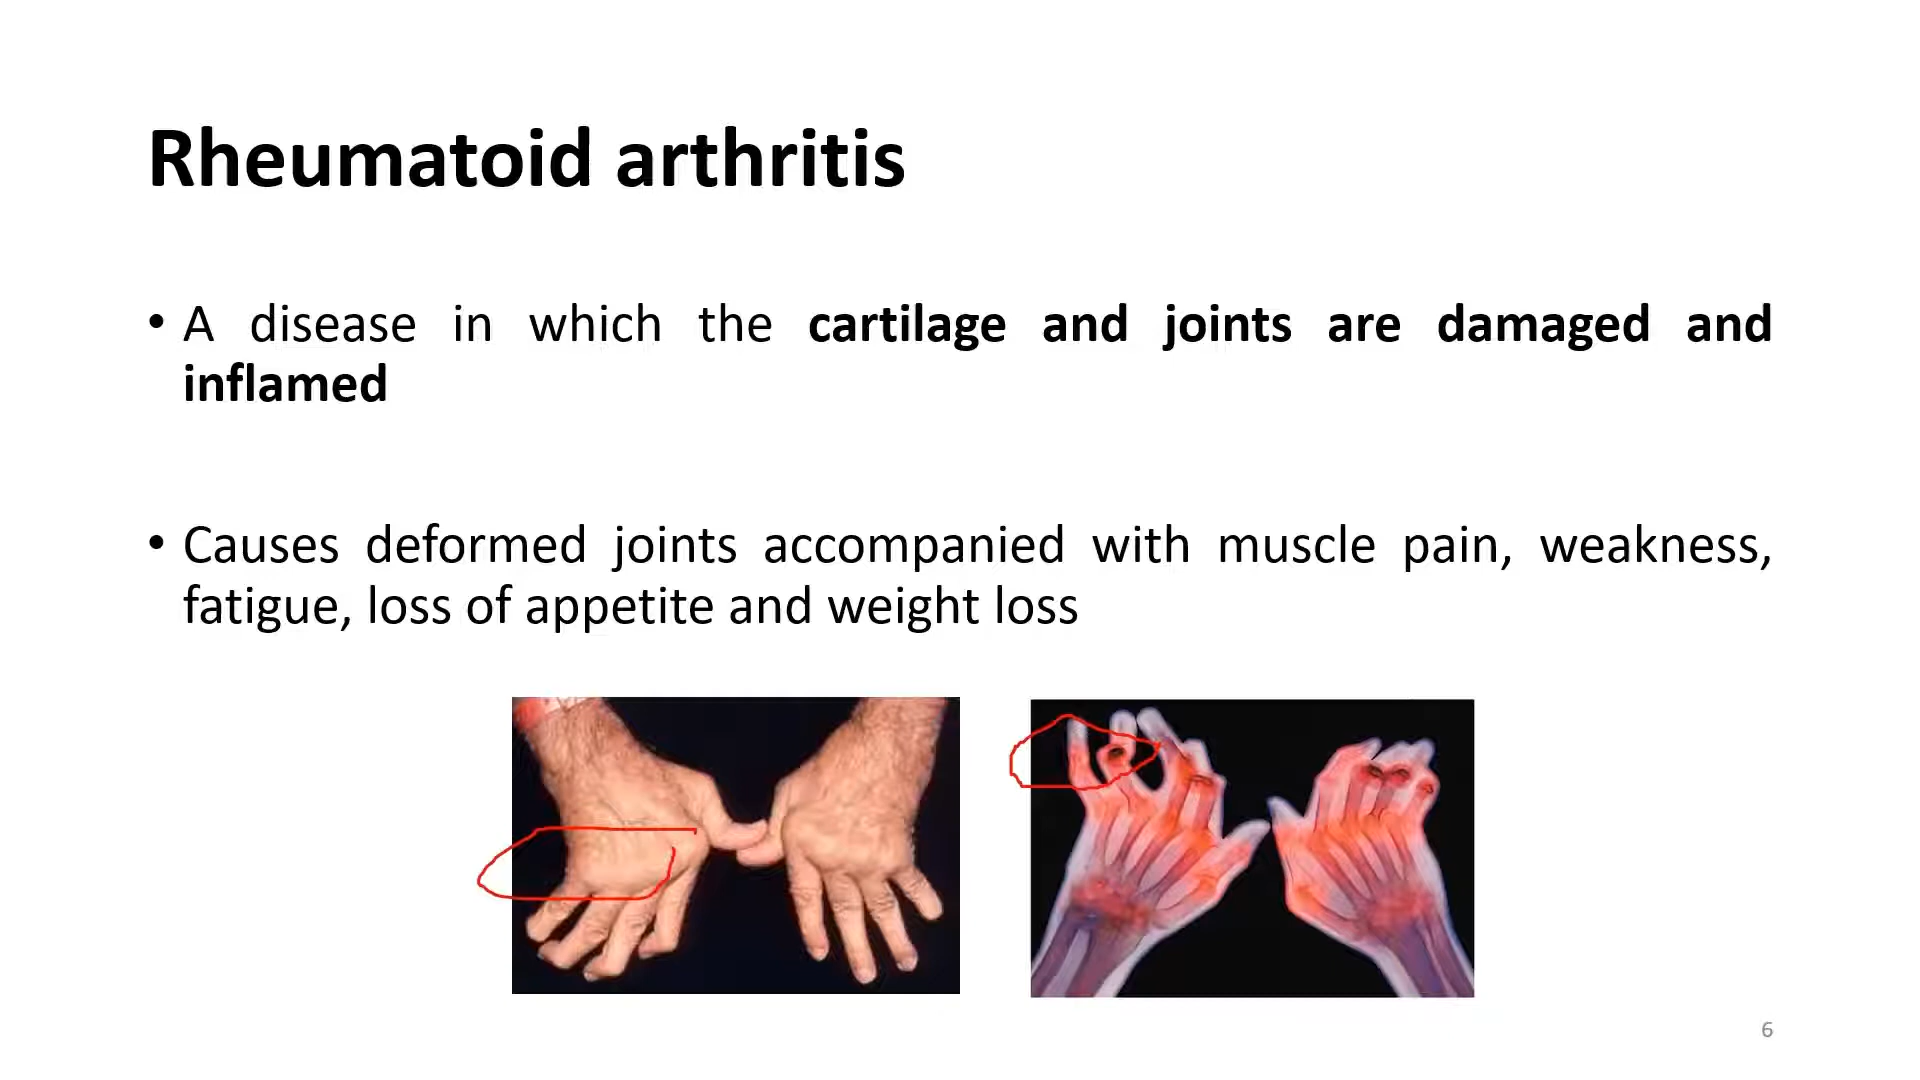 Rheumatoid arthritis
• A disease in which the cartilage and joints are damaged and
inflamed
• Causes deformed joints accompanied with muscle pain, weakness,
fatigue, loss of appetite and weight loss
6